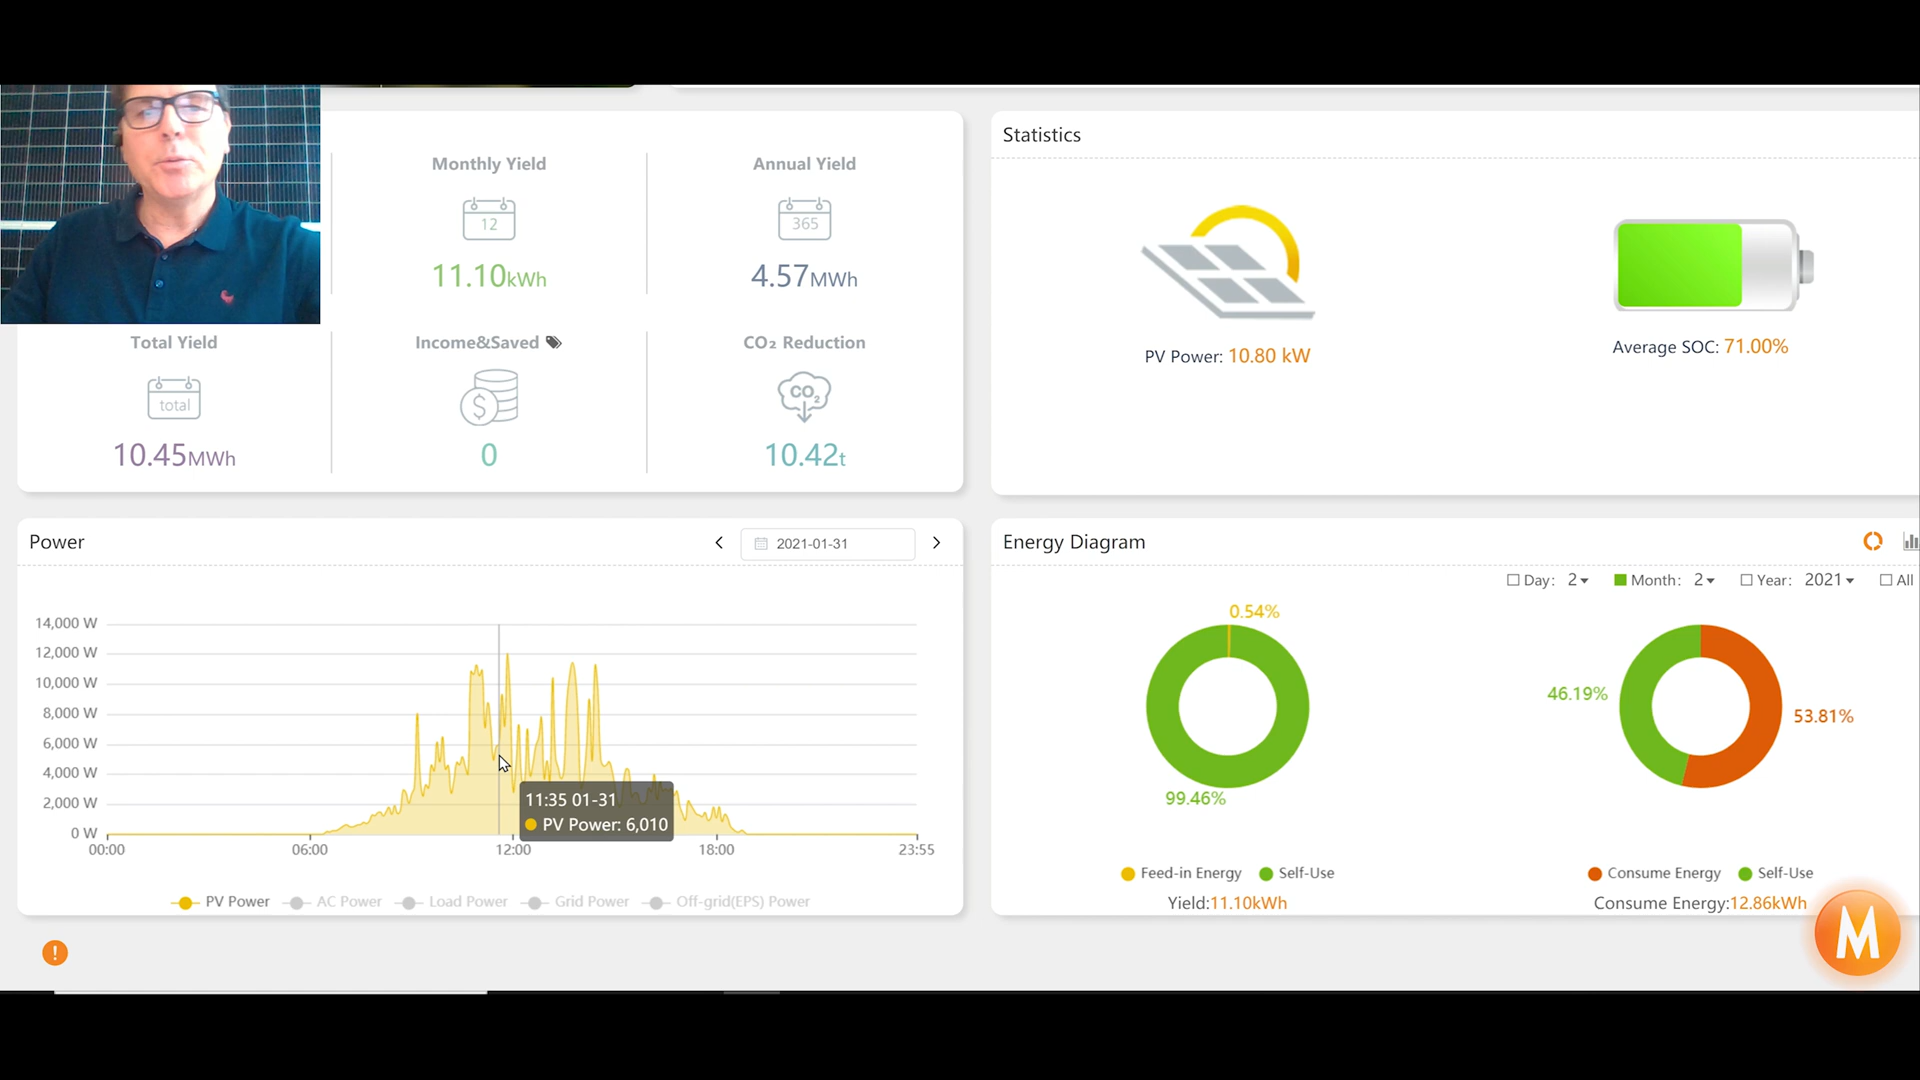 Monthly Yield
12
11.10kWh
Annual Yield
365
4.57MWh
Total Yield
total
10.45MWh
Income&Saved
$
0
CO₂ Reduction
CO₂
10.42t
Statistics
PV Power: 10.80 kW
Average SOC: 71.00%
Power
2021-01-31
14,000 W
12,000 W
10,000 W
8,000 W
6,000 W
4,000 W
2,000 W
0 W
00:00
06:00
12:00
18:00
23:55
11:35 01-31
PV Power: 6,010
PV Power
AC Power
Load Power
Grid Power
Off-grid(EPS) Power
Energy Diagram
Day: 2
Month: 2
Year: 2021
All
0.54%
99.46%
Feed-in Energy
Self-Use
Yield:11.10kWh
46.19%
53.81%
Consume Energy
Self-Use
Consume Energy:12.86kWh
!
M